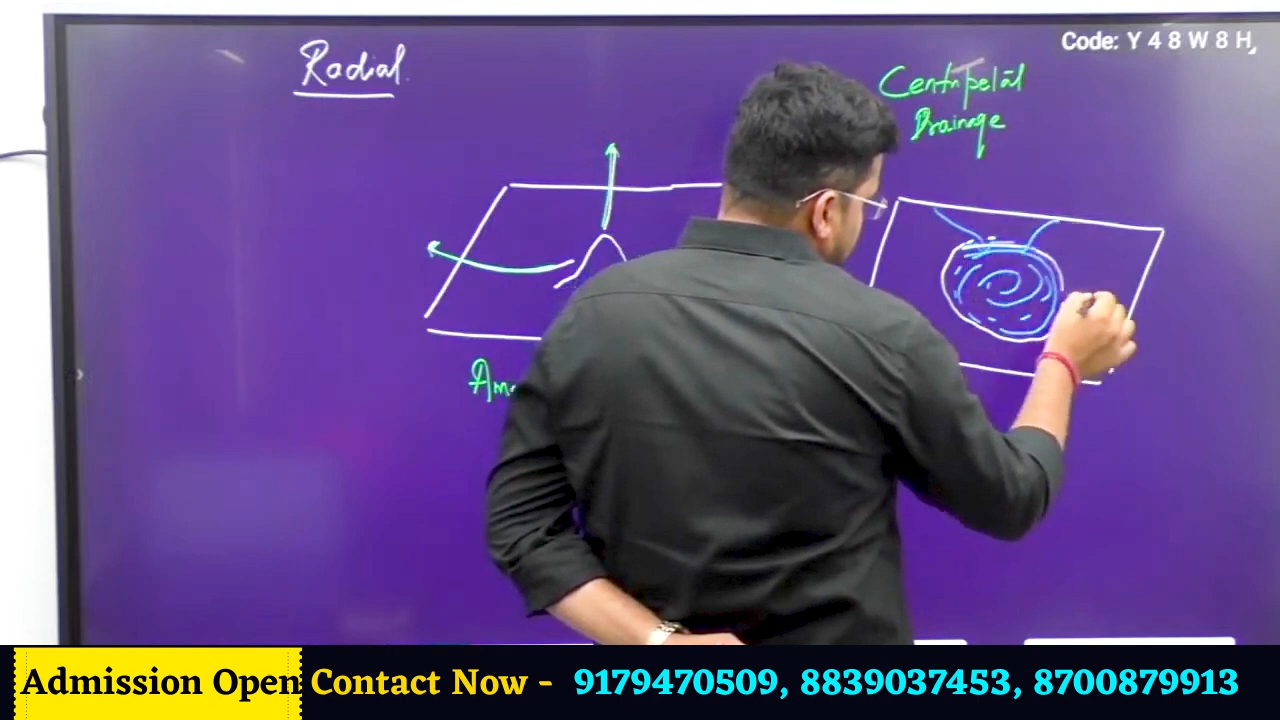 Radial.
Code: Y 4 8 W 8 H
Centripetal
Drainage
Admission Open Contact Now - 9179470509, 8839037453, 8700879913